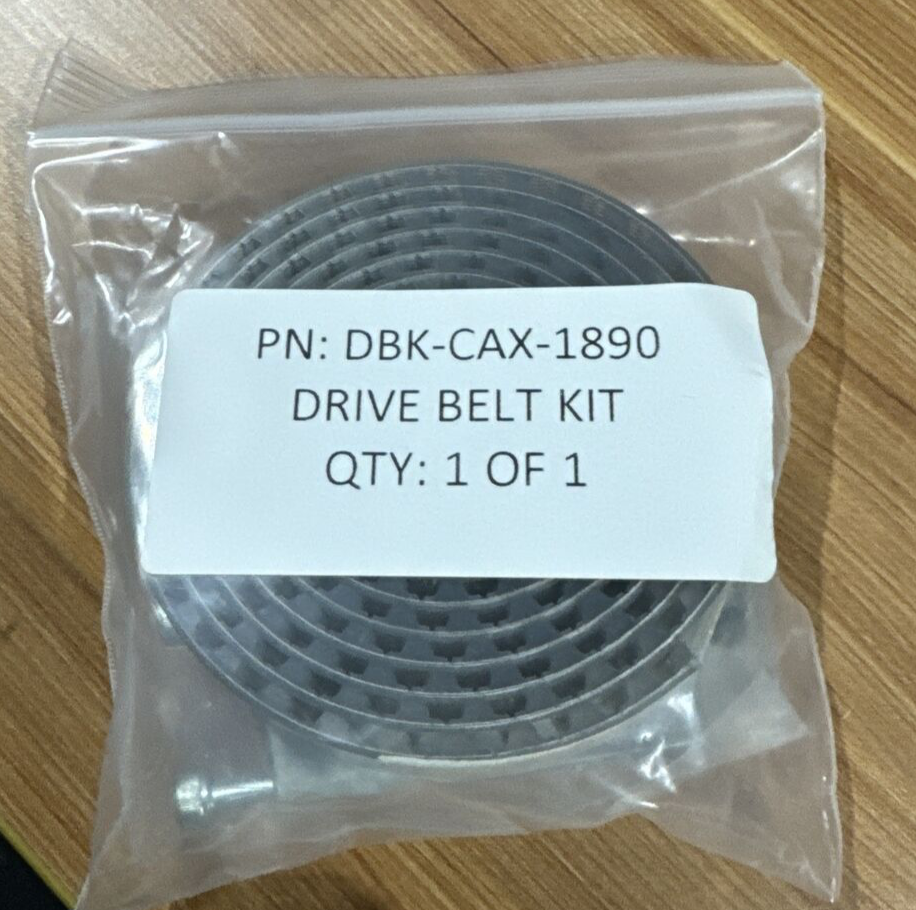 PN: DBK-CAX-1890
DRIVE BELT KIT
QTY: 1 OF 1